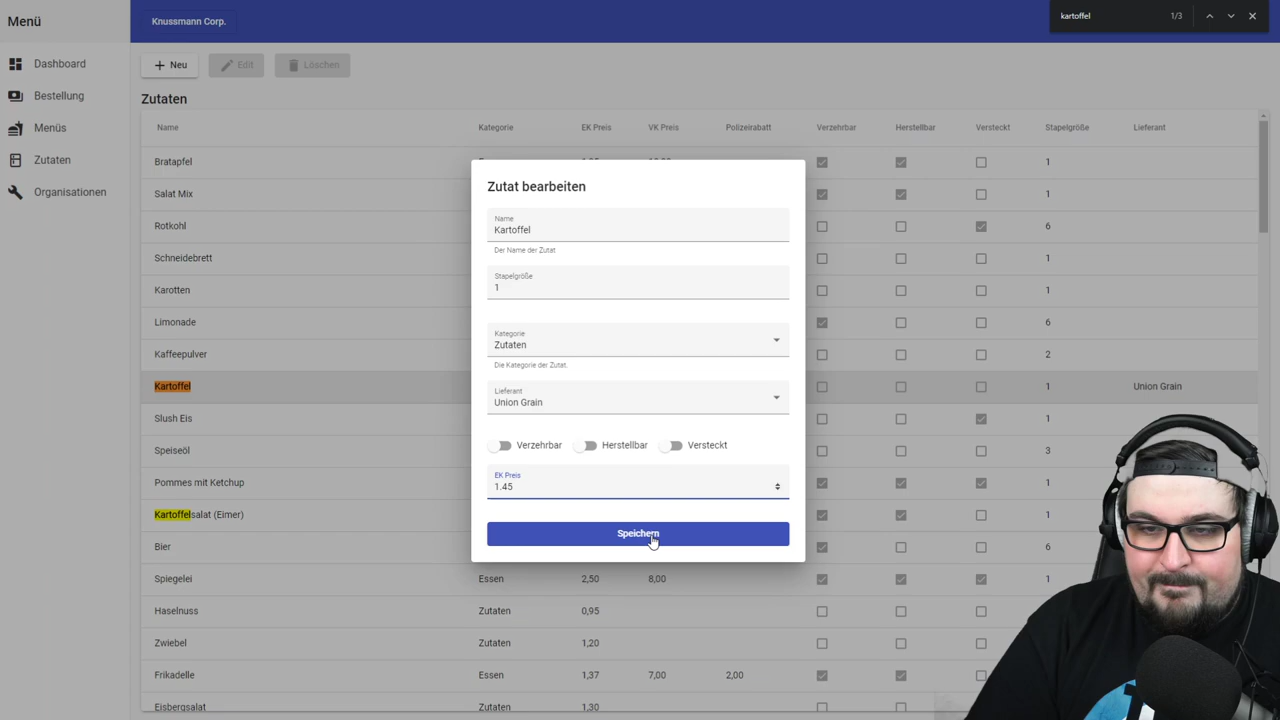 Menü
Knussmann Corp.
kartoffel
1/3
Dashboard
Bestellung
Menüs
Zutaten
Organisationen
Neu
Edit
Löschen
Zutaten
Name Kategorie EK Preis VK Preis Polizeirabatt Verzehrbar Herstellbar Versteckt Stapelgröße Lieferant
Bratapfel 1
Salat Mix 1
Rotkohl 6
Schneidebrett 1
Karotten 1
Limonade 6
Kaffeepulver 2
Kartoffel 1 Union Grain
Slush Eis 1
Speiseöl 3
Pommes mit Ketchup 1
Kartoffelsalat (Eimer) 1
Bier 6
Spiegelei Essen 2,50 8,00 1
Haselnuss Zutaten 0,95
Zwiebel Zutaten 1,20
Frikadelle Essen 1,37 7,00 2,00
Eisbergsalat Zutaten 1,30
Zutat bearbeiten
Name
Kartoffel
Der Name der Zutat
Stapelgröße
1
Kategorie
Zutaten
Die Kategorie der Zutat.
Lieferant
Union Grain
Verzehrbar Herstellbar Versteckt
EK Preis
1.45
Speichern